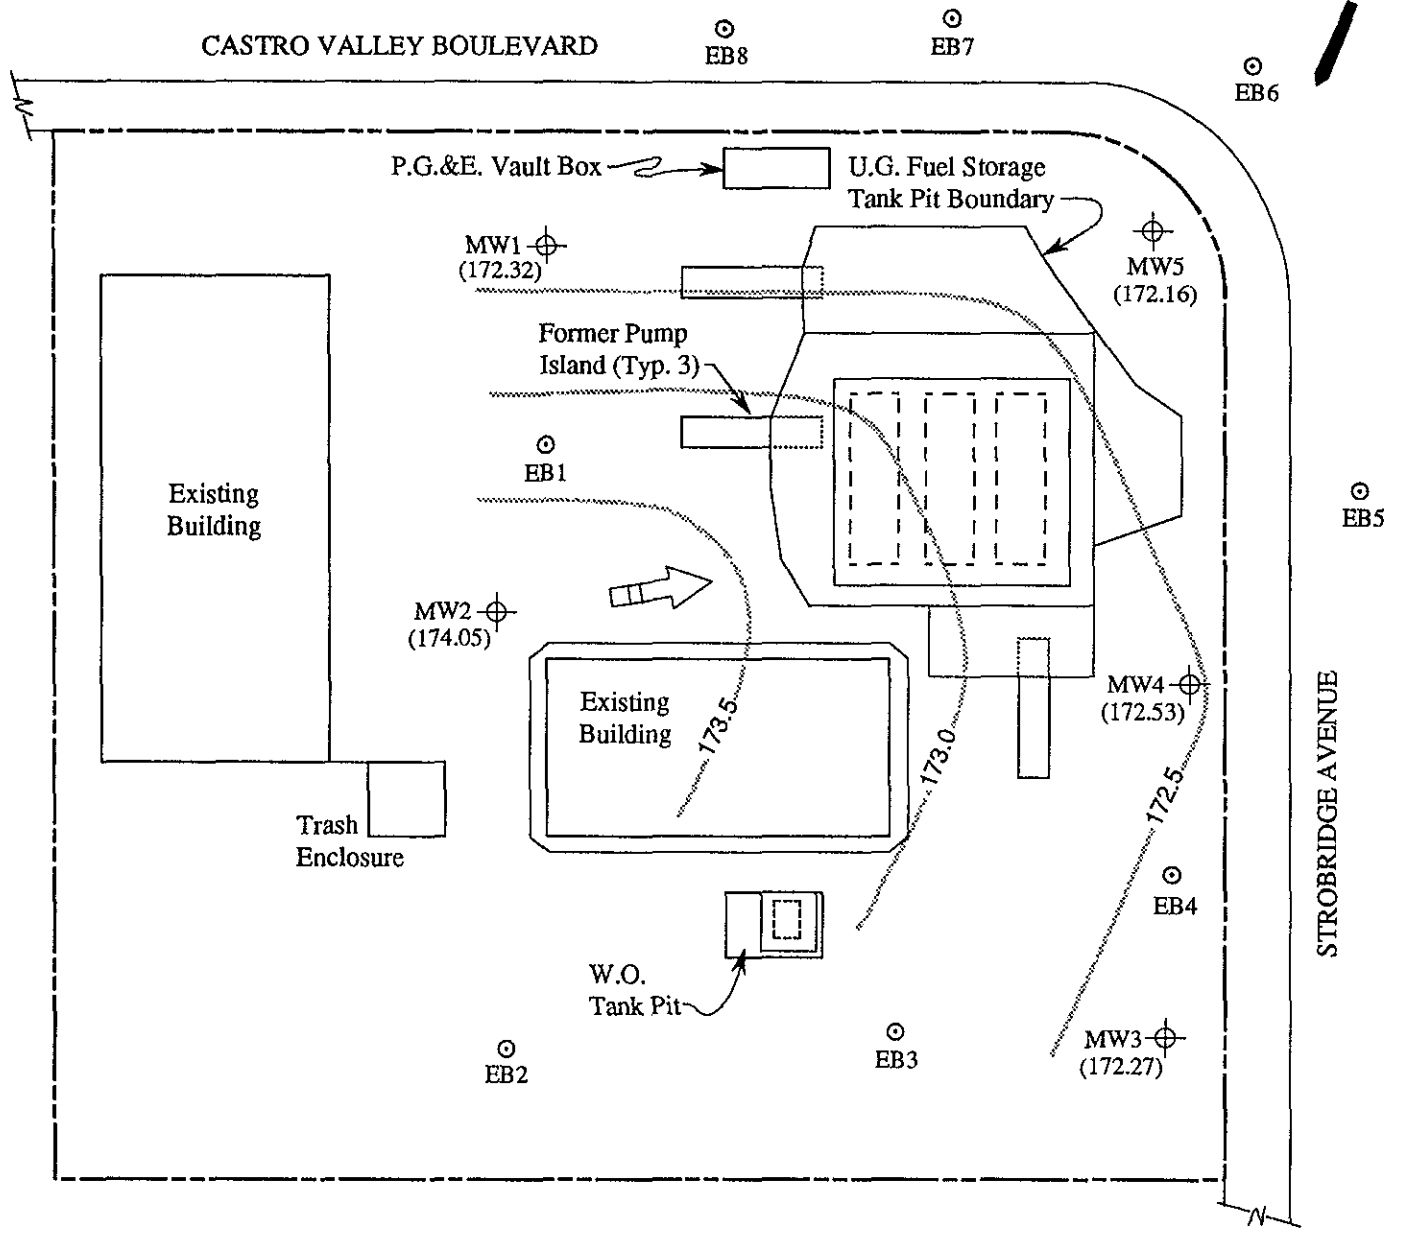 CASTRO VALLEY BOULEVARD
EB8
EB7
EB6
P.G.&E. Vault Box
U.G. Fuel Storage
Tank Pit Boundary
MW1
(172.32)
MW5
(172.16)
Former Pump
Island (Typ. 3)
EB1
Existing
Building
EB5
MW2
(174.05)
MW4
(172.53)
Existing
Building
173.5
173.0
172.5
STROBRIDGE AVENUE
Trash
Enclosure
EB4
W.O.
Tank Pit
EB2
EB3
MW3
(172.27)